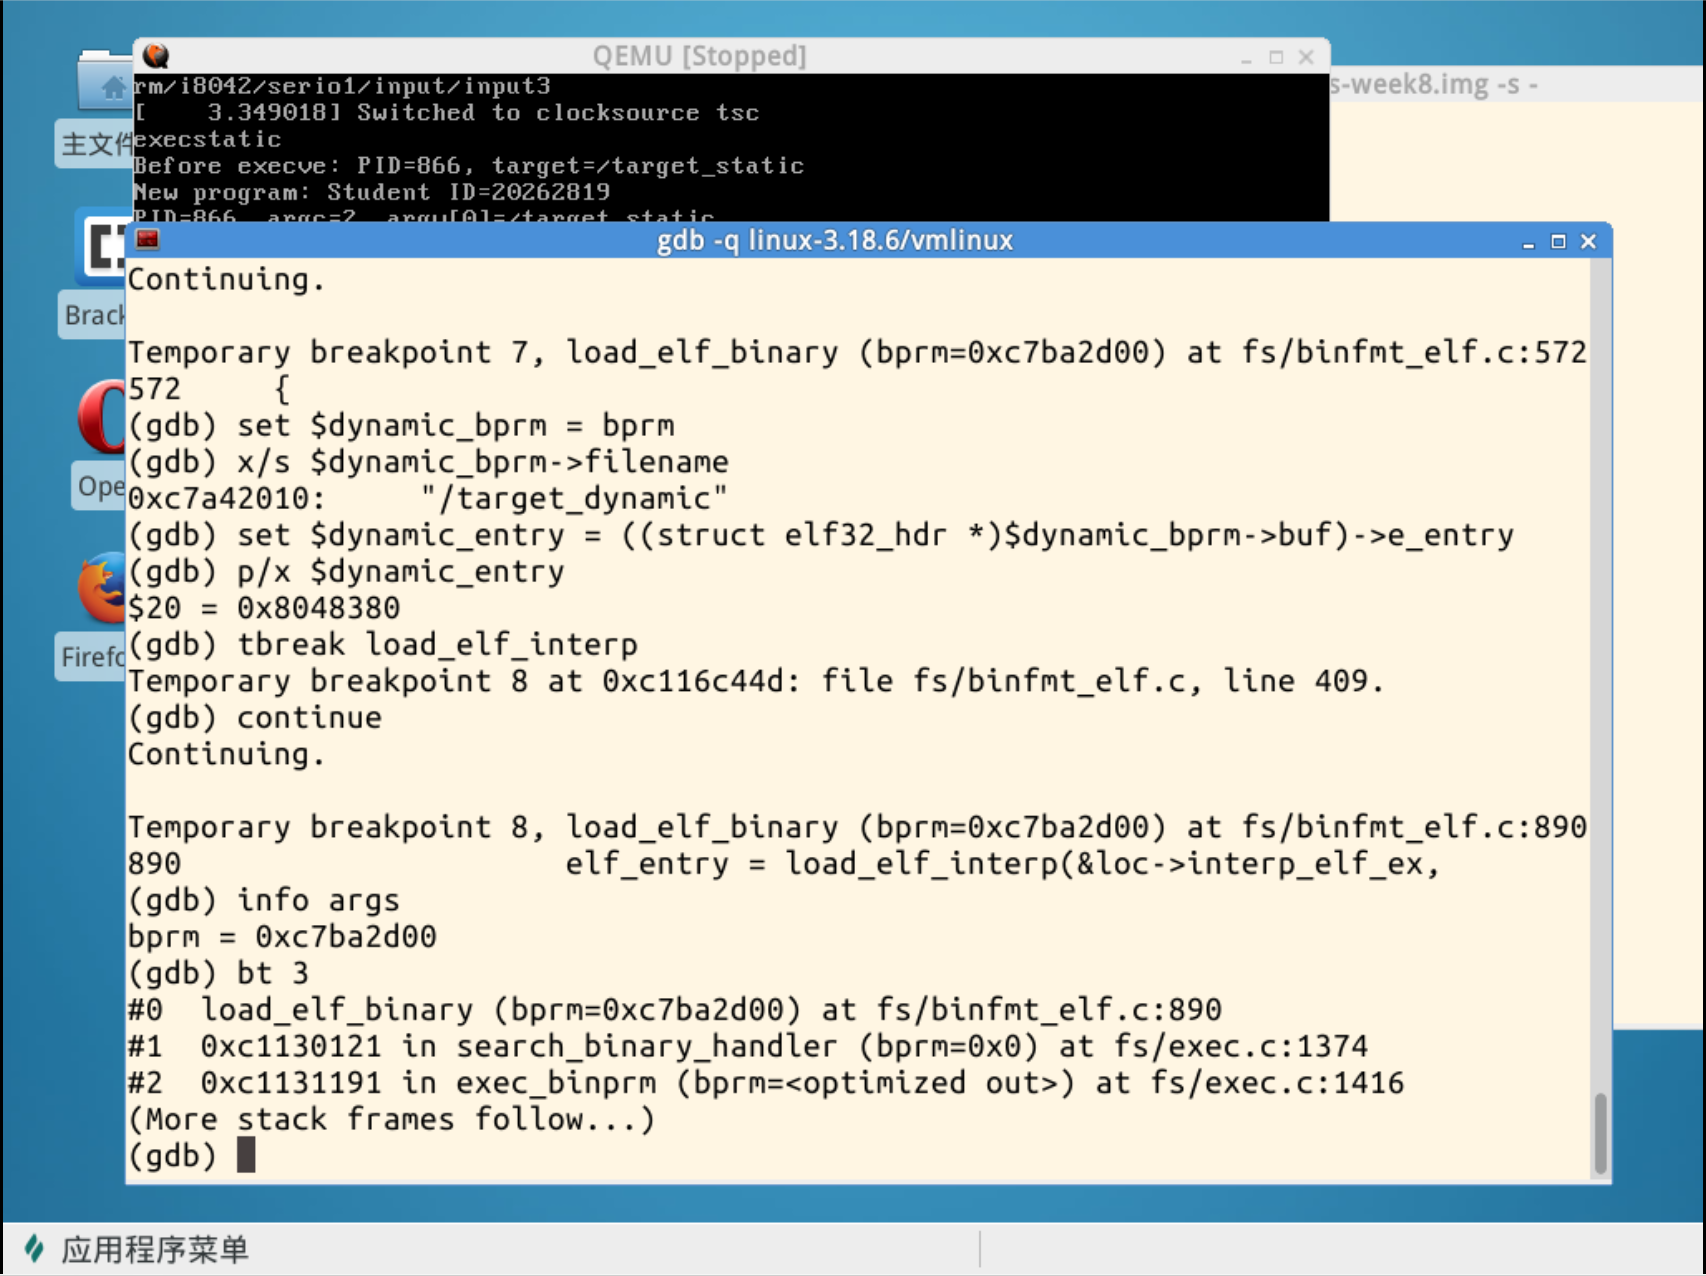 QEMU [Stopped]
rm/i8042/serio1/input/input3
[    3.349018] Switched to clocksource tsc
execstatic
Before execve: PID=866, target=/target_static
New program: Student ID=20262819
PID=866, argc=2, argv[0]=/target_static
s-week8.img -s -
主文件
Brack
Ope
Firefo
gdb -q linux-3.18.6/vmlinux
Continuing.
Temporary breakpoint 7, load_elf_binary (bprm=0xc7ba2d00) at fs/binfmt_elf.c:572
572     {
(gdb) set $dynamic_bprm = bprm
(gdb) x/s $dynamic_bprm->filename
0xc7a42010:     "/target_dynamic"
(gdb) set $dynamic_entry = ((struct elf32_hdr *)$dynamic_bprm->buf)->e_entry
(gdb) p/x $dynamic_entry
$20 = 0x8048380
(gdb) tbreak load_elf_interp
Temporary breakpoint 8 at 0xc116c44d: file fs/binfmt_elf.c, line 409.
(gdb) continue
Continuing.
Temporary breakpoint 8, load_elf_binary (bprm=0xc7ba2d00) at fs/binfmt_elf.c:890
890                     elf_entry = load_elf_interp(&loc->interp_elf_ex,
(gdb) info args
bprm = 0xc7ba2d00
(gdb) bt 3
#0  load_elf_binary (bprm=0xc7ba2d00) at fs/binfmt_elf.c:890
#1  0xc1130121 in search_binary_handler (bprm=0x0) at fs/exec.c:1374
#2  0xc1131191 in exec_binprm (bprm=<optimized out>) at fs/exec.c:1416
(More stack frames follow...)
(gdb)
应用程序菜单